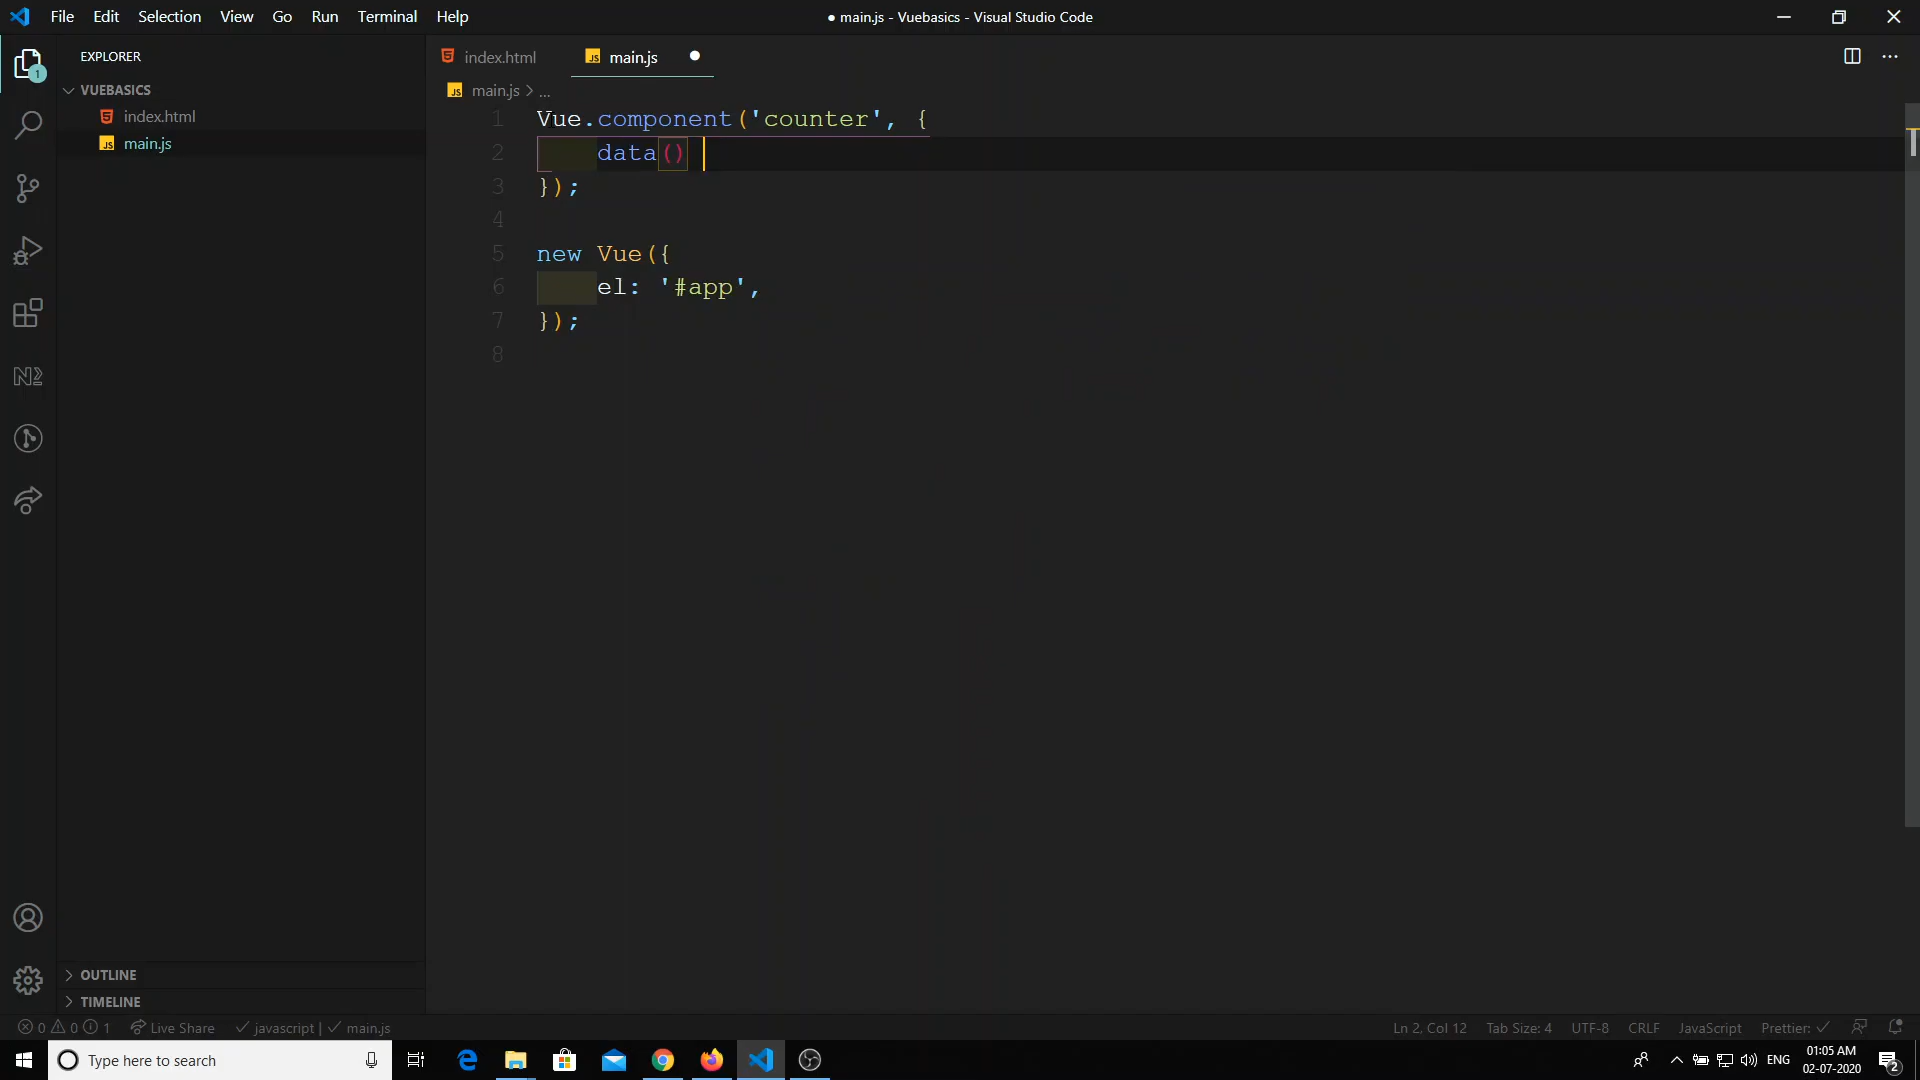 File Edit Selection View Go Run Terminal Help
● main.js - Vuebasics - Visual Studio Code
EXPLORER
1
VUEBASICS
index.html
JS main.js
index.html
JS main.js ●
JS main.js > ...
1 Vue.component('counter', {
2 data()
3 });
4
5 new Vue({
6 el: '#app',
7 });
8
OUTLINE
TIMELINE
0 0 1 Live Share javascript | main.js
Ln 2, Col 12 Tab Size: 4 UTF-8 CRLF JavaScript Prettier: ✓
Type here to search
ENG
01:05 AM
02-07-2020
2